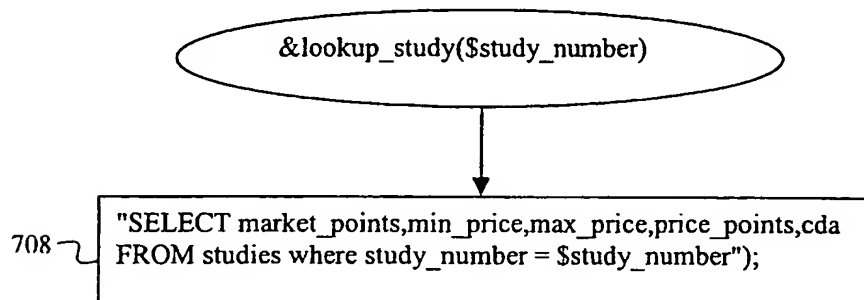 &lookup_study($study_number)
"SELECT market_points,min_price,max_price,price_points,cda
708 FROM studies where study_number = $study_number");